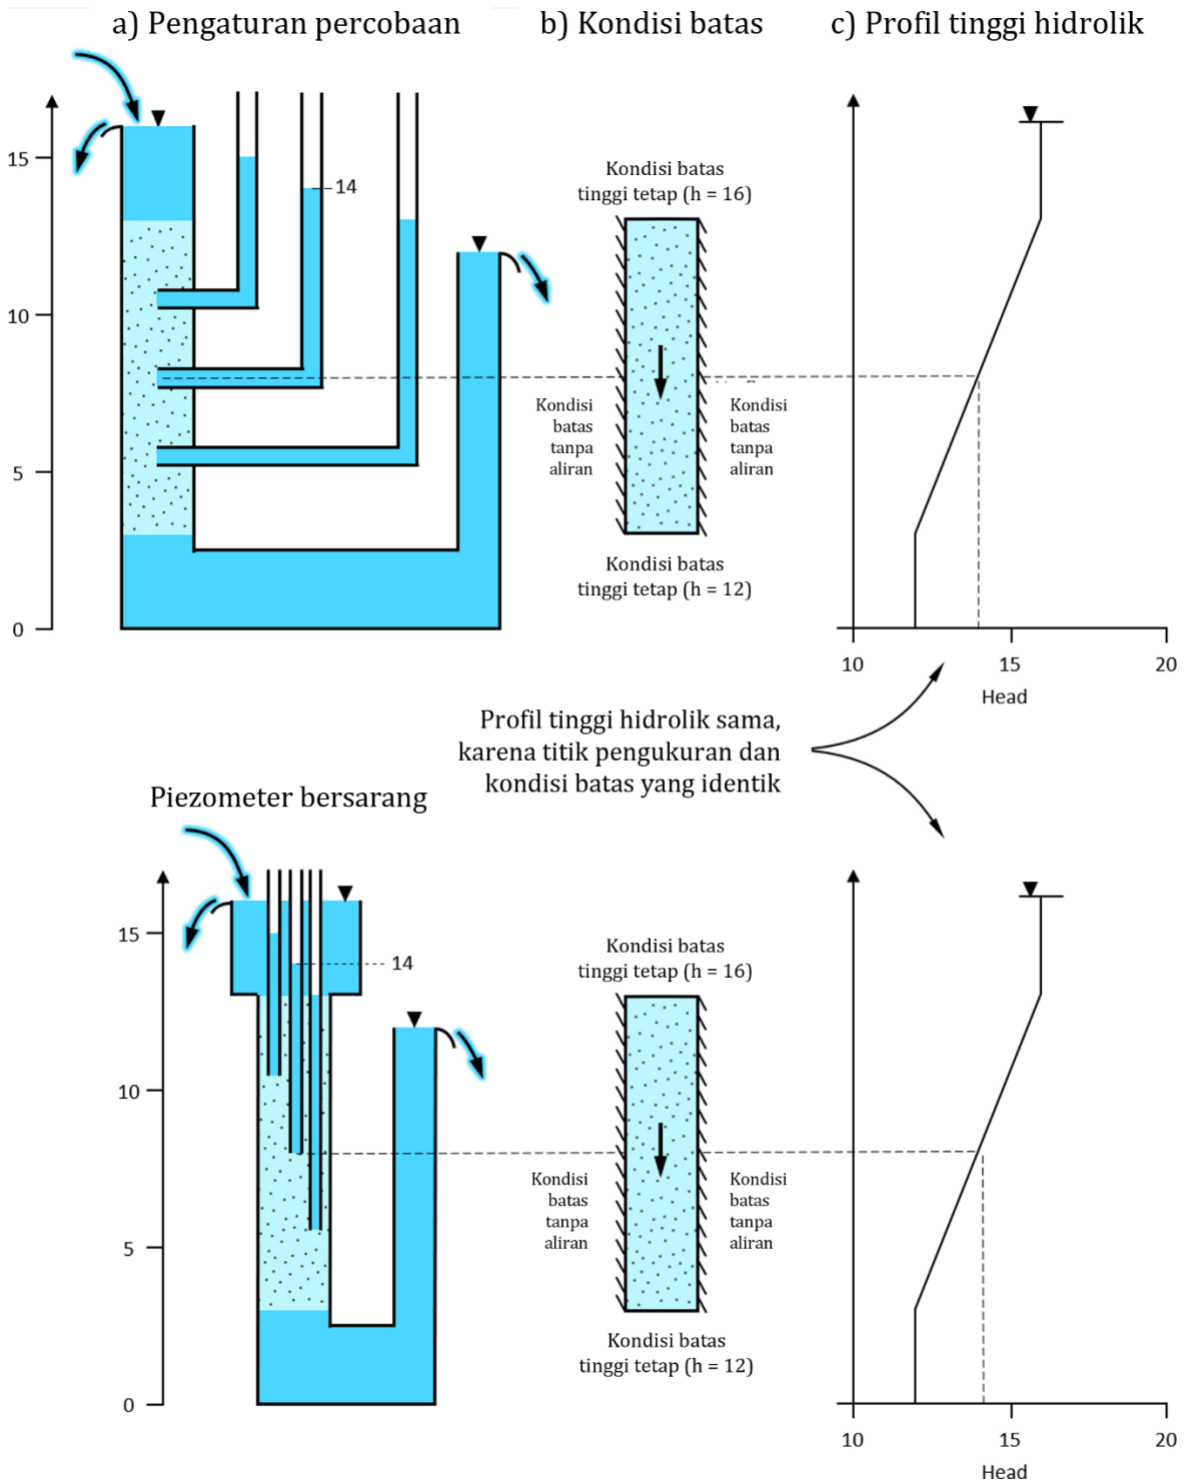 a) Pengaturan percobaan
b) Kondisi batas
c) Profil tinggi hidrolik
15
10
5
0
14
Kondisi batas
tinggi tetap (h = 16)
Kondisi
batas
tanpa
aliran
Kondisi
batas
tanpa
aliran
Kondisi batas
tinggi tetap (h = 12)
10
15
20
Head
Profil tinggi hidrolik sama,
karena titik pengukuran dan
kondisi batas yang identik
Piezometer bersarang
15
10
5
0
14
Kondisi batas
tinggi tetap (h = 16)
Kondisi
batas
tanpa
aliran
Kondisi
batas
tanpa
aliran
Kondisi batas
tinggi tetap (h = 12)
10
15
20
Head